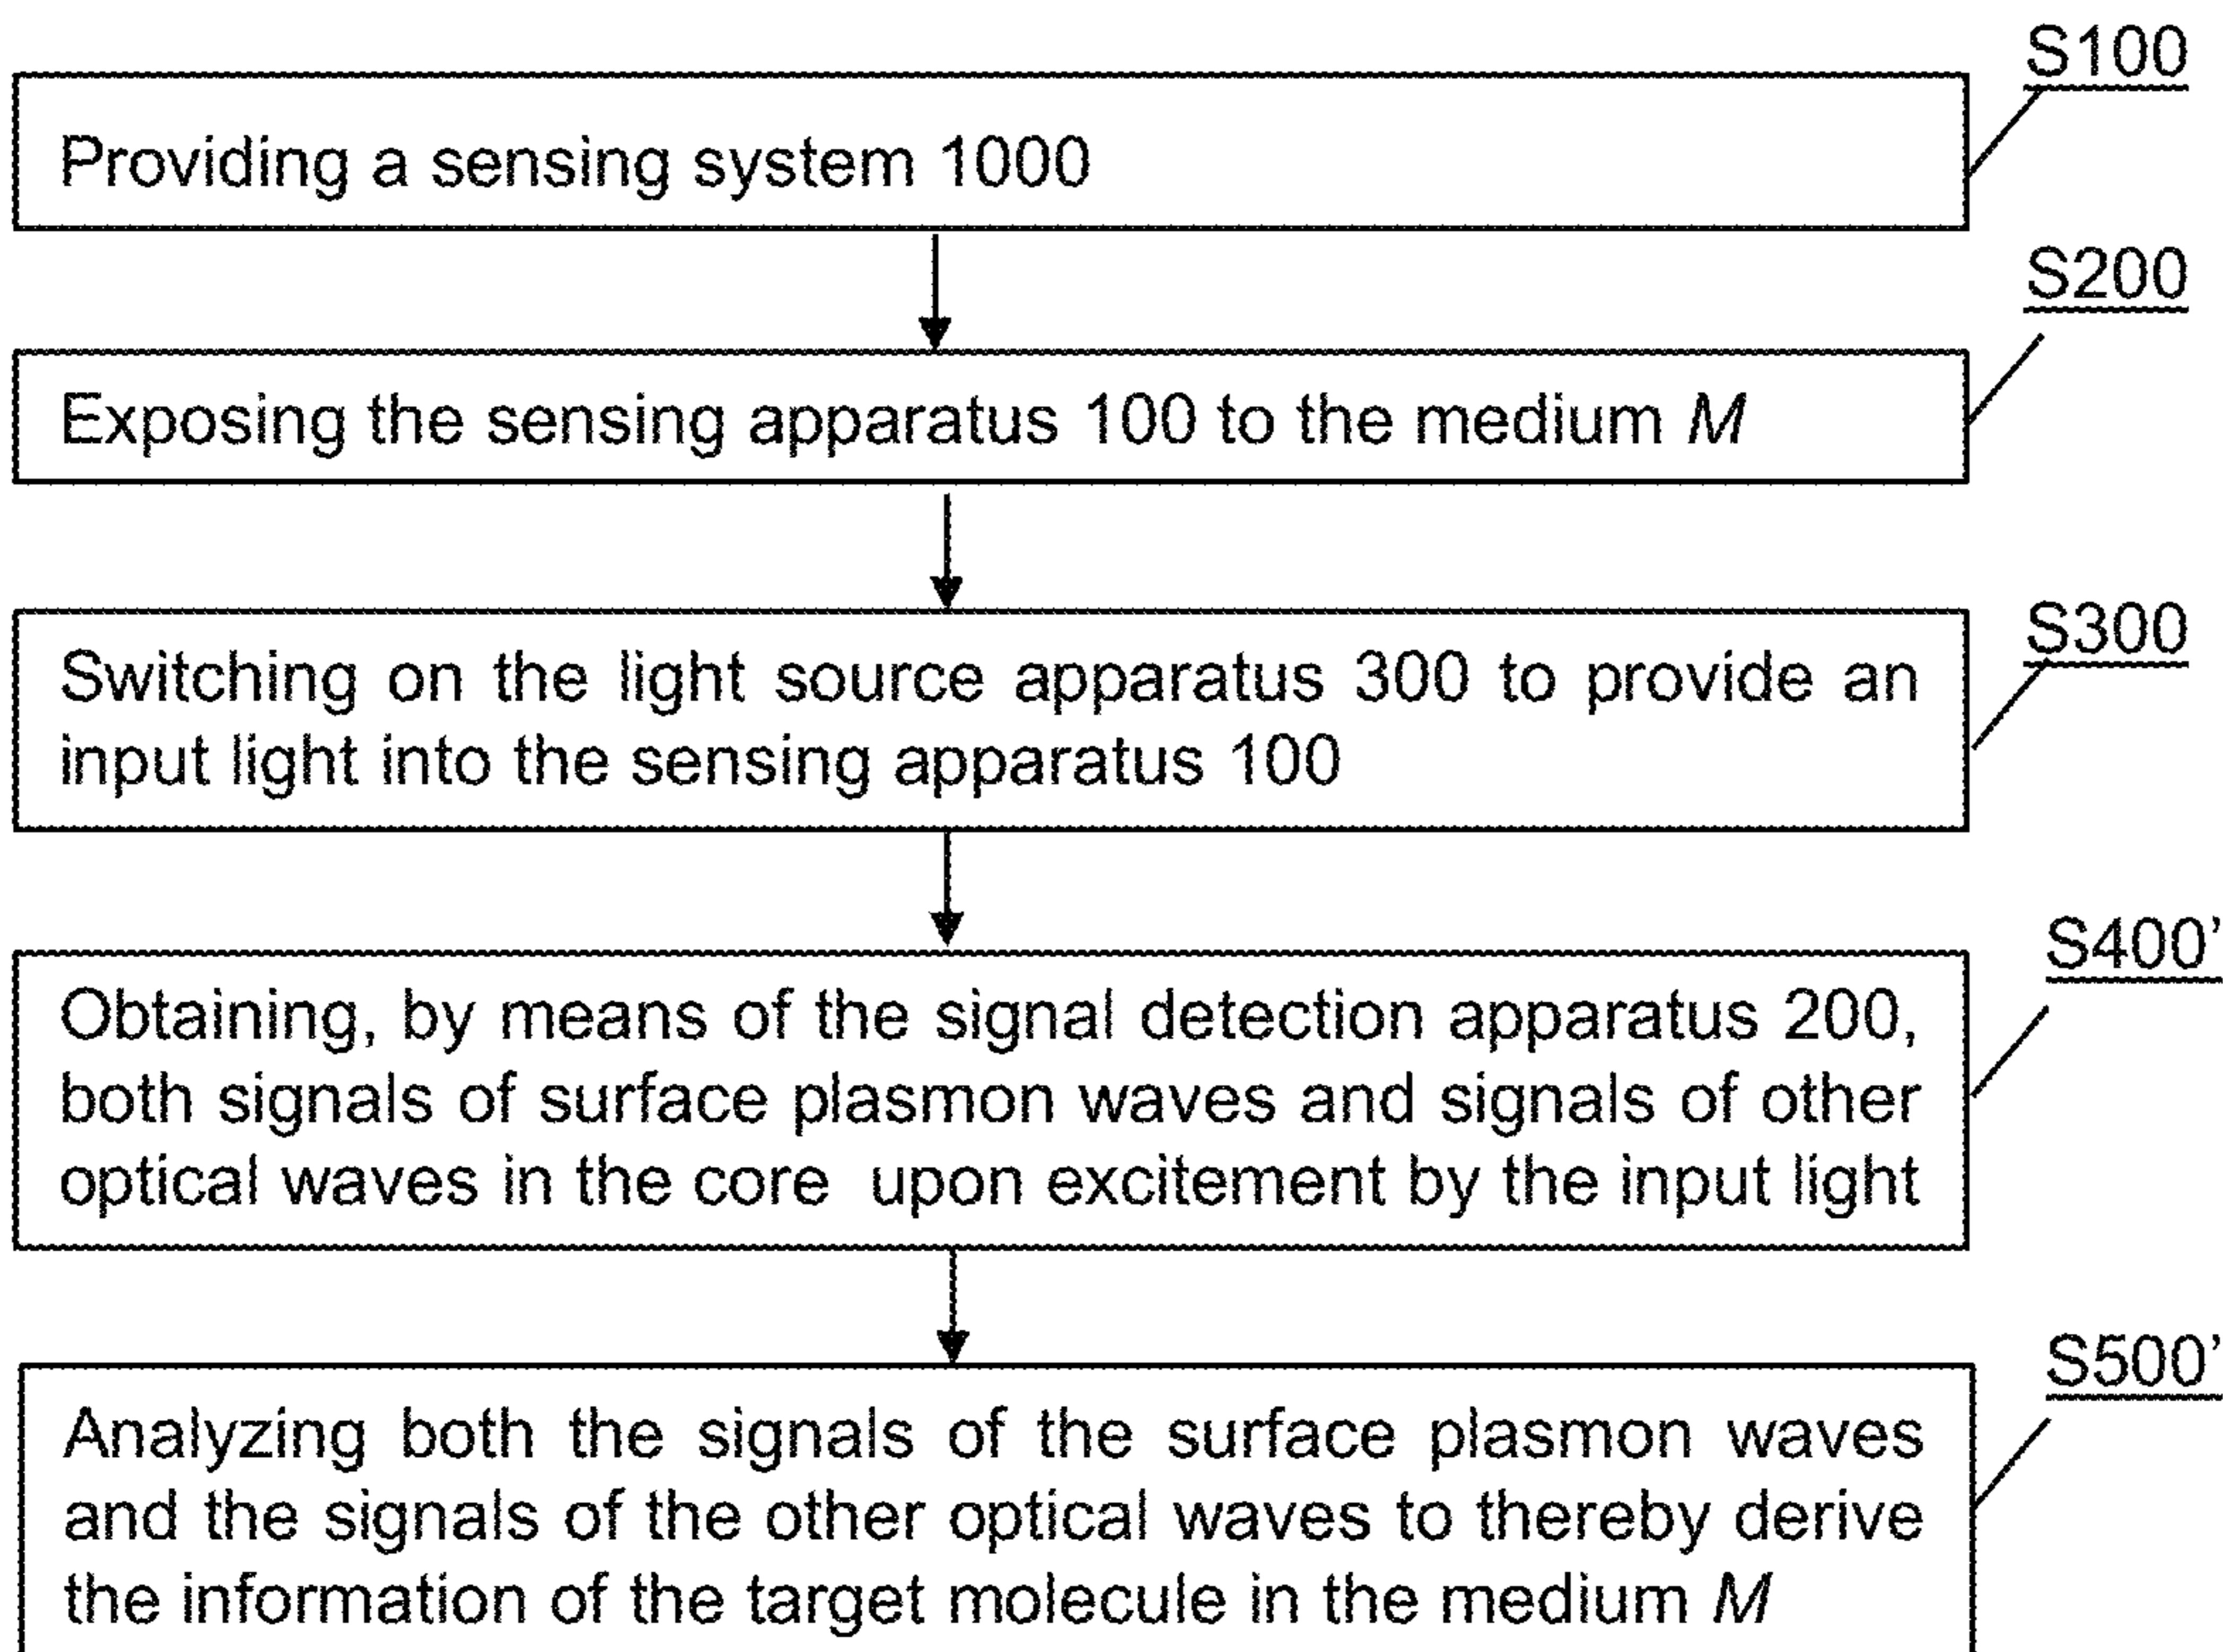 S100
Providing a sensing system 1000
S200
Exposing the sensing apparatus 100 to the medium M
S300
Switching on the light source apparatus 300 to provide an
input light into the sensing apparatus 100
S400’
Obtaining, by means of the signal detection apparatus 200,
both signals of surface plasmon waves and signals of other
optical waves in the core upon excitement by the input light
S500’
Analyzing both the signals of the surface plasmon waves
and the signals of the other optical waves to thereby derive
the information of the target molecule in the medium M